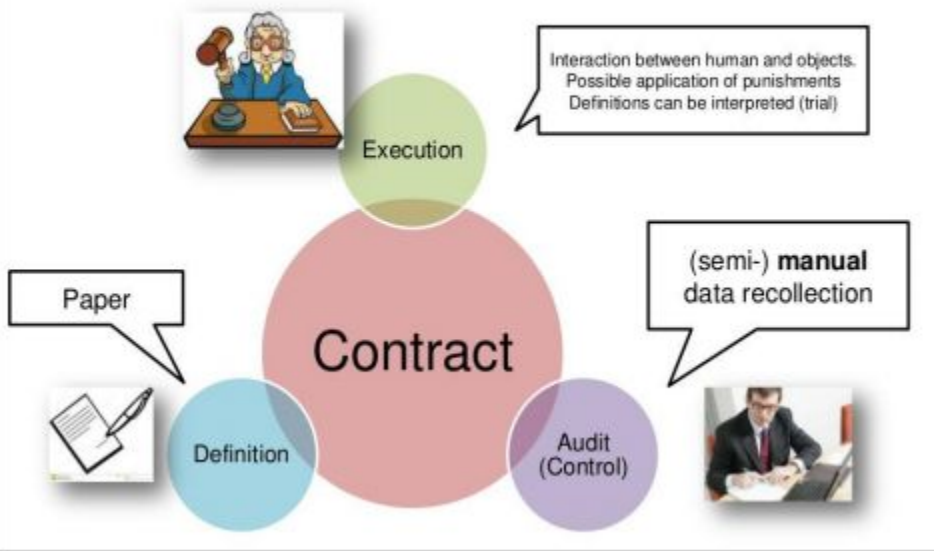 Interaction between human and objects.
Possible application of punishments
Definitions can be interpreted (trial)
Execution
(semi-) manual
data recollection
Paper
Contract
Definition
Audit
(Control)